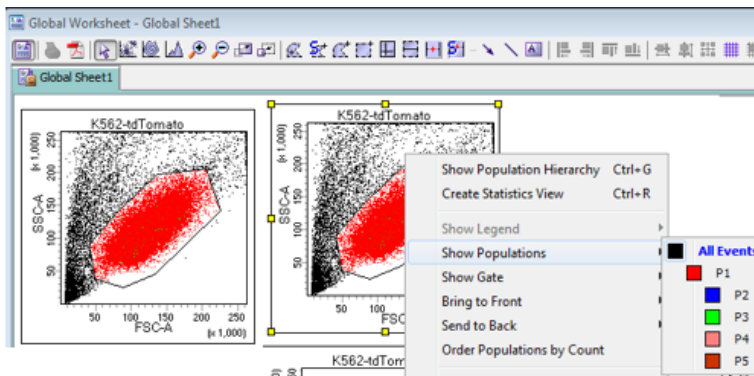 Global Worksheet - Global Sheet1
Global Sheet1
K562-tdTomato
SSC-A
(x 1,000)
50 100 150 200 250
50 100 150 200 250
FSC-A
(x 1,000)
K562-tdTomato
SSC-A
(x 1,000)
50 100 150 200 250
50
FSC
Show Population Hierarchy Ctrl+G
Create Statistics View Ctrl+R
Show Legend
Show Populations
Show Gate
Bring to Front
Send to Back
Order Populations by Count
All Events
P1
P2
P3
P4
P5
K562-tdTom